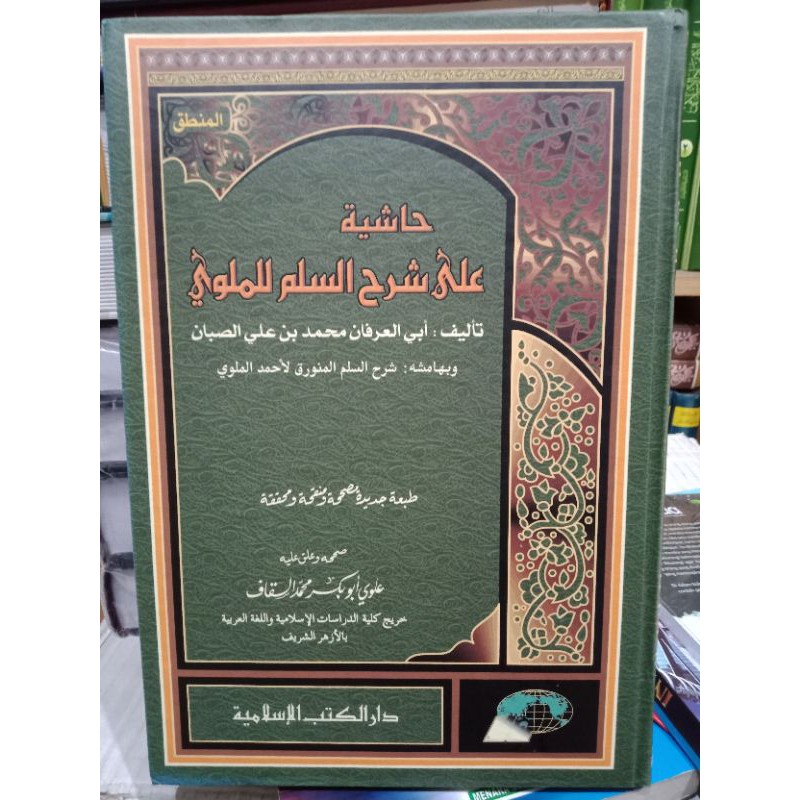 المنطق
حاشية
على شرح السلم للملوي
تأليف: أبي العرفان محمد بن علي الصبان
وبهامشه: شرح السلم المنورق لأحمد الملوي
طبعة جديدة مصححة ومنقحة ومحققة
صححه وعلق عليه
علوي أبو بكر محمد السقاف
خريج كلية الدراسات الإسلامية واللغة العربية
بالأزهر الشريف
دار الكتب الإسلامية
MENARA